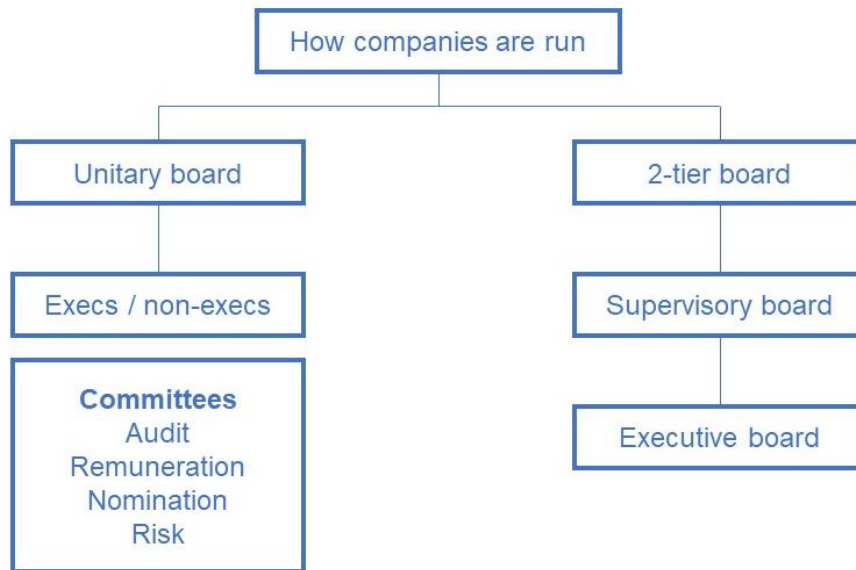 How companies are run
Unitary board
2-tier board
Execs / non-execs
Supervisory board
Committees
Audit
Remuneration
Nomination
Risk
Executive board